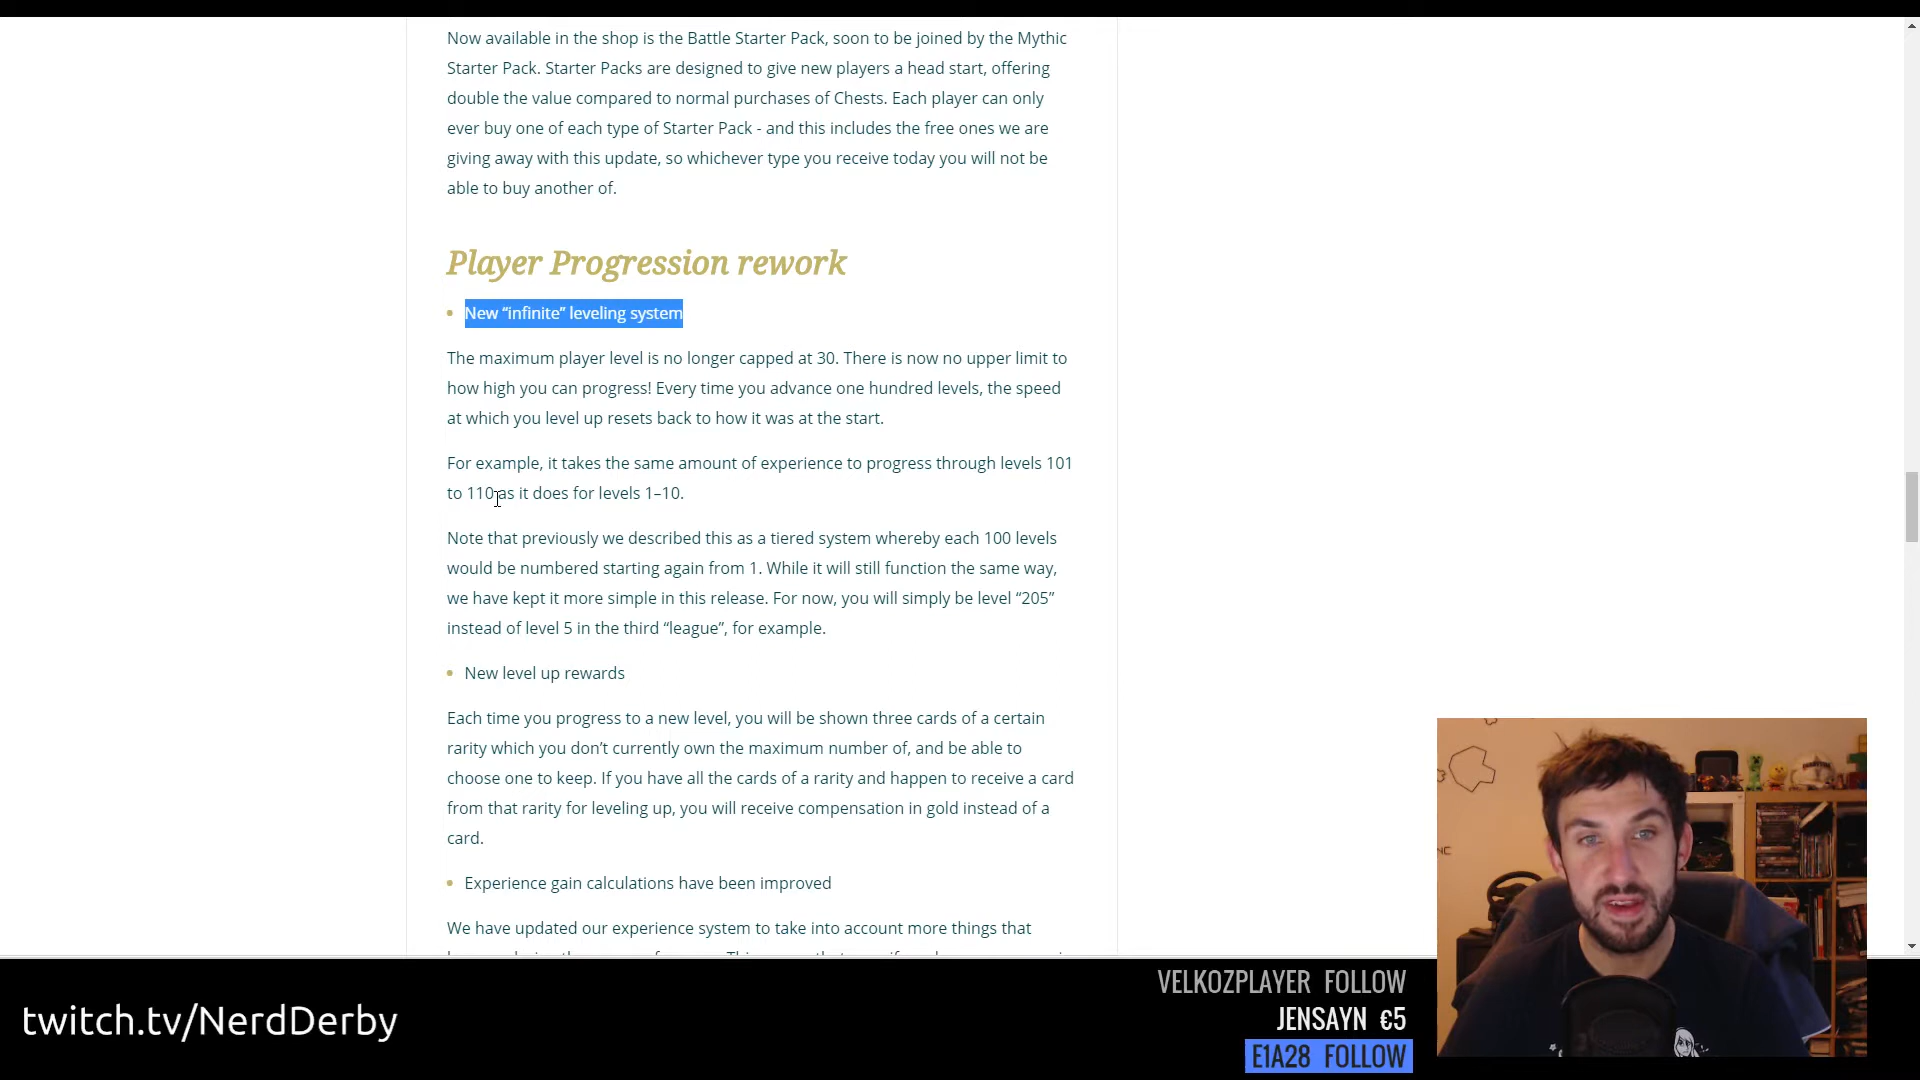 Now available in the shop is the Battle Starter Pack, soon to be joined by the Mythic
Starter Pack. Starter Packs are designed to give new players a head start, offering
double the value compared to normal purchases of Chests. Each player can only
ever buy one of each type of Starter Pack - and this includes the free ones we are
giving away with this update, so whichever type you receive today you will not be
able to buy another of.
Player Progression rework
• New “infinite” leveling system
The maximum player level is no longer capped at 30. There is now no upper limit to
how high you can progress! Every time you advance one hundred levels, the speed
at which you level up resets back to how it was at the start.
For example, it takes the same amount of experience to progress through levels 101
to 110 as it does for levels 1–10.
Note that previously we described this as a tiered system whereby each 100 levels
would be numbered starting again from 1. While it will still function the same way,
we have kept it more simple in this release. For now, you will simply be level “205”
instead of level 5 in the third “league”, for example.
• New level up rewards
Each time you progress to a new level, you will be shown three cards of a certain
rarity which you don’t currently own the maximum number of, and be able to
choose one to keep. If you have all the cards of a rarity and happen to receive a card
from that rarity for leveling up, you will receive compensation in gold instead of a
card.
• Experience gain calculations have been improved
We have updated our experience system to take into account more things that
twitch.tv/NerdDerby
VELKOZPLAYER FOLLOW
JENSAYN €5
E1A28 FOLLOW